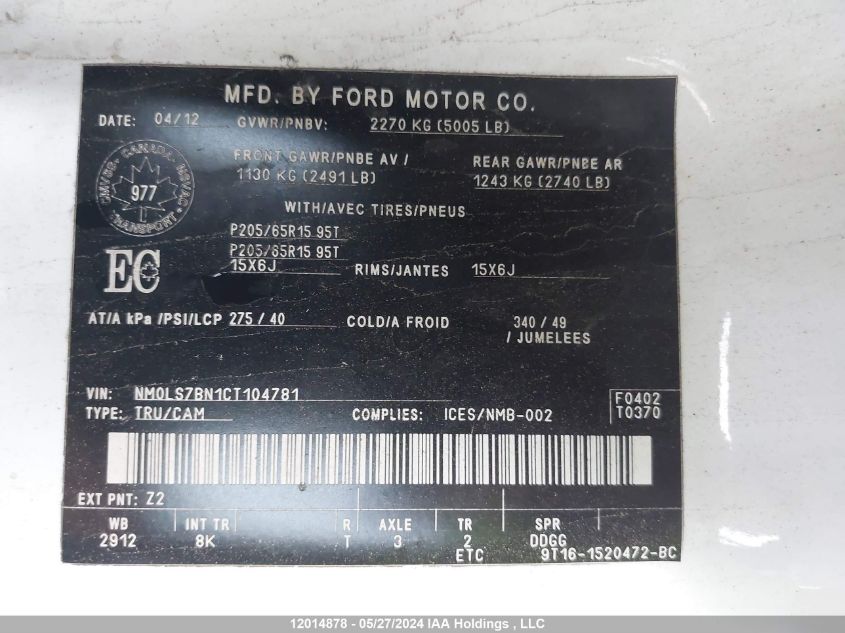 MFD. BY FORD MOTOR CO.
DATE: 04/12 GVWR/PNBV: 2270 KG (5005 LB)
FRONT GAWR/PNBE AV / REAR GAWR/PNBE AR
1130 KG (2491 LB) 1243 KG (2740 LB)
CMVSS CANADA NSVAC
977
TRANSPORT
WITH/AVEC TIRES/PNEUS
P205/65R15 95T
P205/65R15 95T
15X6J RIMS/JANTES 15X6J
EC
AT/A kPa /PSI/LCP 275 / 40 COLD/A FROID 340 / 49
/ JUMELEES
VIN: NM0LS7BN1CT104781 F0402
TYPE: TRU/CAM COMPLIES: ICES/NMB-002 T0370
EXT PNT: Z2
WB INT TR R AXLE TR SPR
2912 8K T 3 2 DDGG
ETC 9T16-1520472-BC
12014878 - 05/27/2024 IAA Holdings , LLC